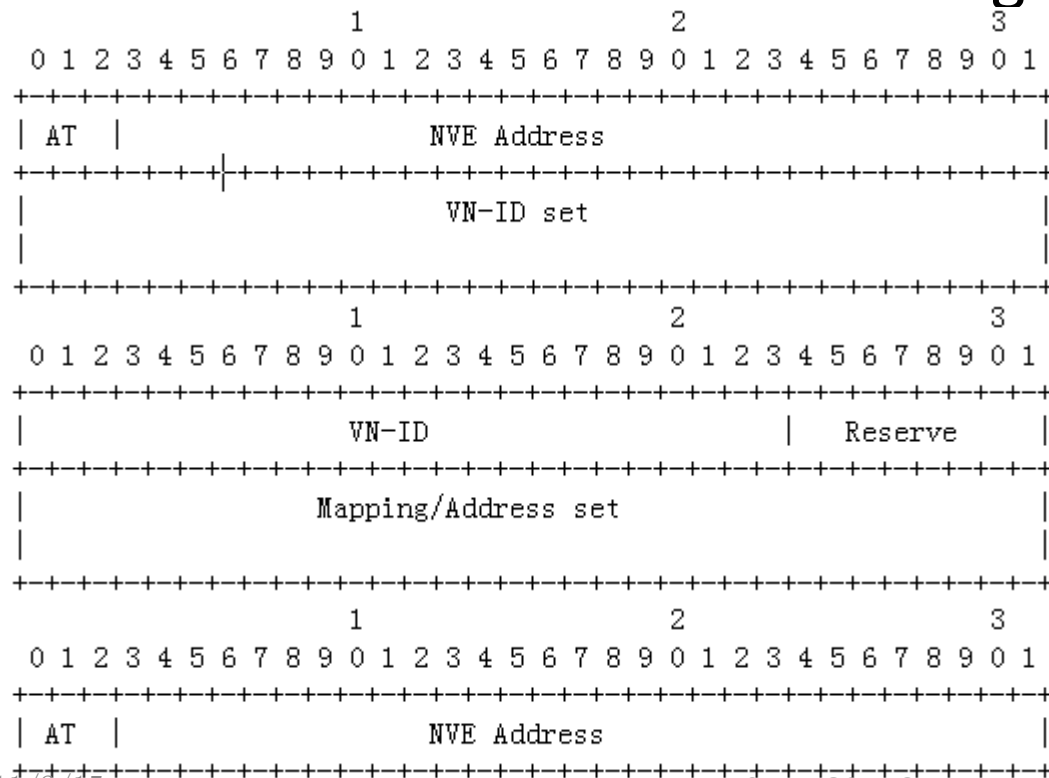 1 2 3
0 1 2 3 4 5 6 7 8 9 0 1 2 3 4 5 6 7 8 9 0 1 2 3 4 5 6 7 8 9 0 1
+-+-+-+-+-+-+-+-+-+-+-+-+-+-+-+-+-+-+-+-+-+-+-+-+-+-+-+-+-+-+-+-+
| AT | NVE Address |
+-+-+-+-+-+-+-+-+-+-+-+-+-+-+-+-+-+-+-+-+-+-+-+-+-+-+-+-+-+-+-+-+
| VN-ID set |
| |
+-+-+-+-+-+-+-+-+-+-+-+-+-+-+-+-+-+-+-+-+-+-+-+-+-+-+-+-+-+-+-+-+
1 2 3
0 1 2 3 4 5 6 7 8 9 0 1 2 3 4 5 6 7 8 9 0 1 2 3 4 5 6 7 8 9 0 1
+-+-+-+-+-+-+-+-+-+-+-+-+-+-+-+-+-+-+-+-+-+-+-+-+-+-+-+-+-+-+-+-+
| VN-ID | Reserve |
+-+-+-+-+-+-+-+-+-+-+-+-+-+-+-+-+-+-+-+-+-+-+-+-+-+-+-+-+-+-+-+-+
| Mapping/Address set |
| |
+-+-+-+-+-+-+-+-+-+-+-+-+-+-+-+-+-+-+-+-+-+-+-+-+-+-+-+-+-+-+-+-+
1 2 3
0 1 2 3 4 5 6 7 8 9 0 1 2 3 4 5 6 7 8 9 0 1 2 3 4 5 6 7 8 9 0 1
+-+-+-+-+-+-+-+-+-+-+-+-+-+-+-+-+-+-+-+-+-+-+-+-+-+-+-+-+-+-+-+-+
| AT | NVE Address |
+-+-+-+-+-+-+-+-+-+-+-+-+-+-+-+-+-+-+-+-+-+-+-+-+-+-+-+-+-+-+-+-+